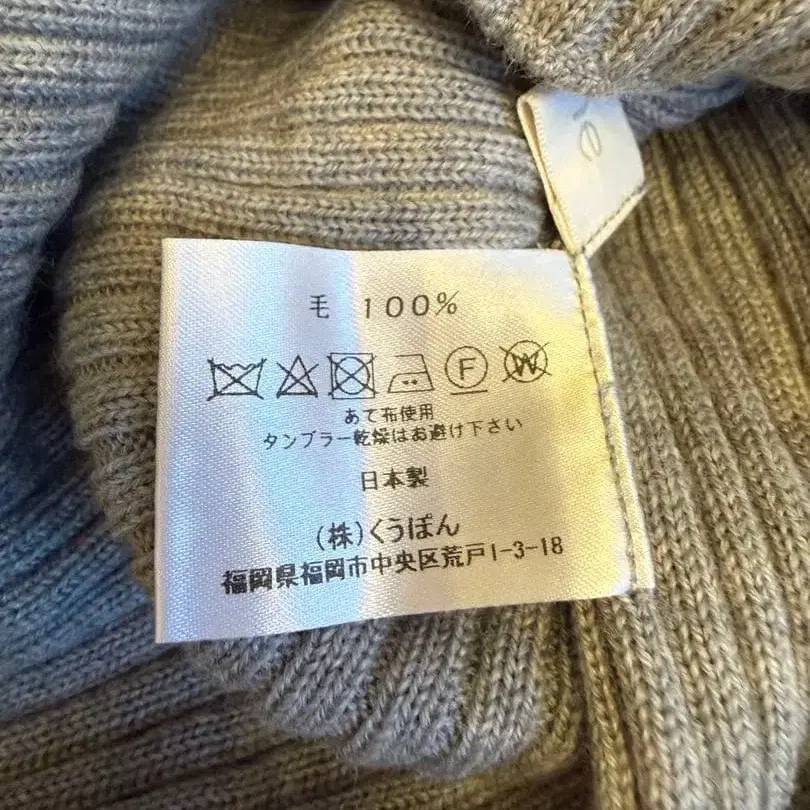 毛 100%
F W
あて布使用
タンブラー乾燥はお避け下さい
日本製
(株)くうぽん
福岡県福岡市中央区荒戸1-3-18